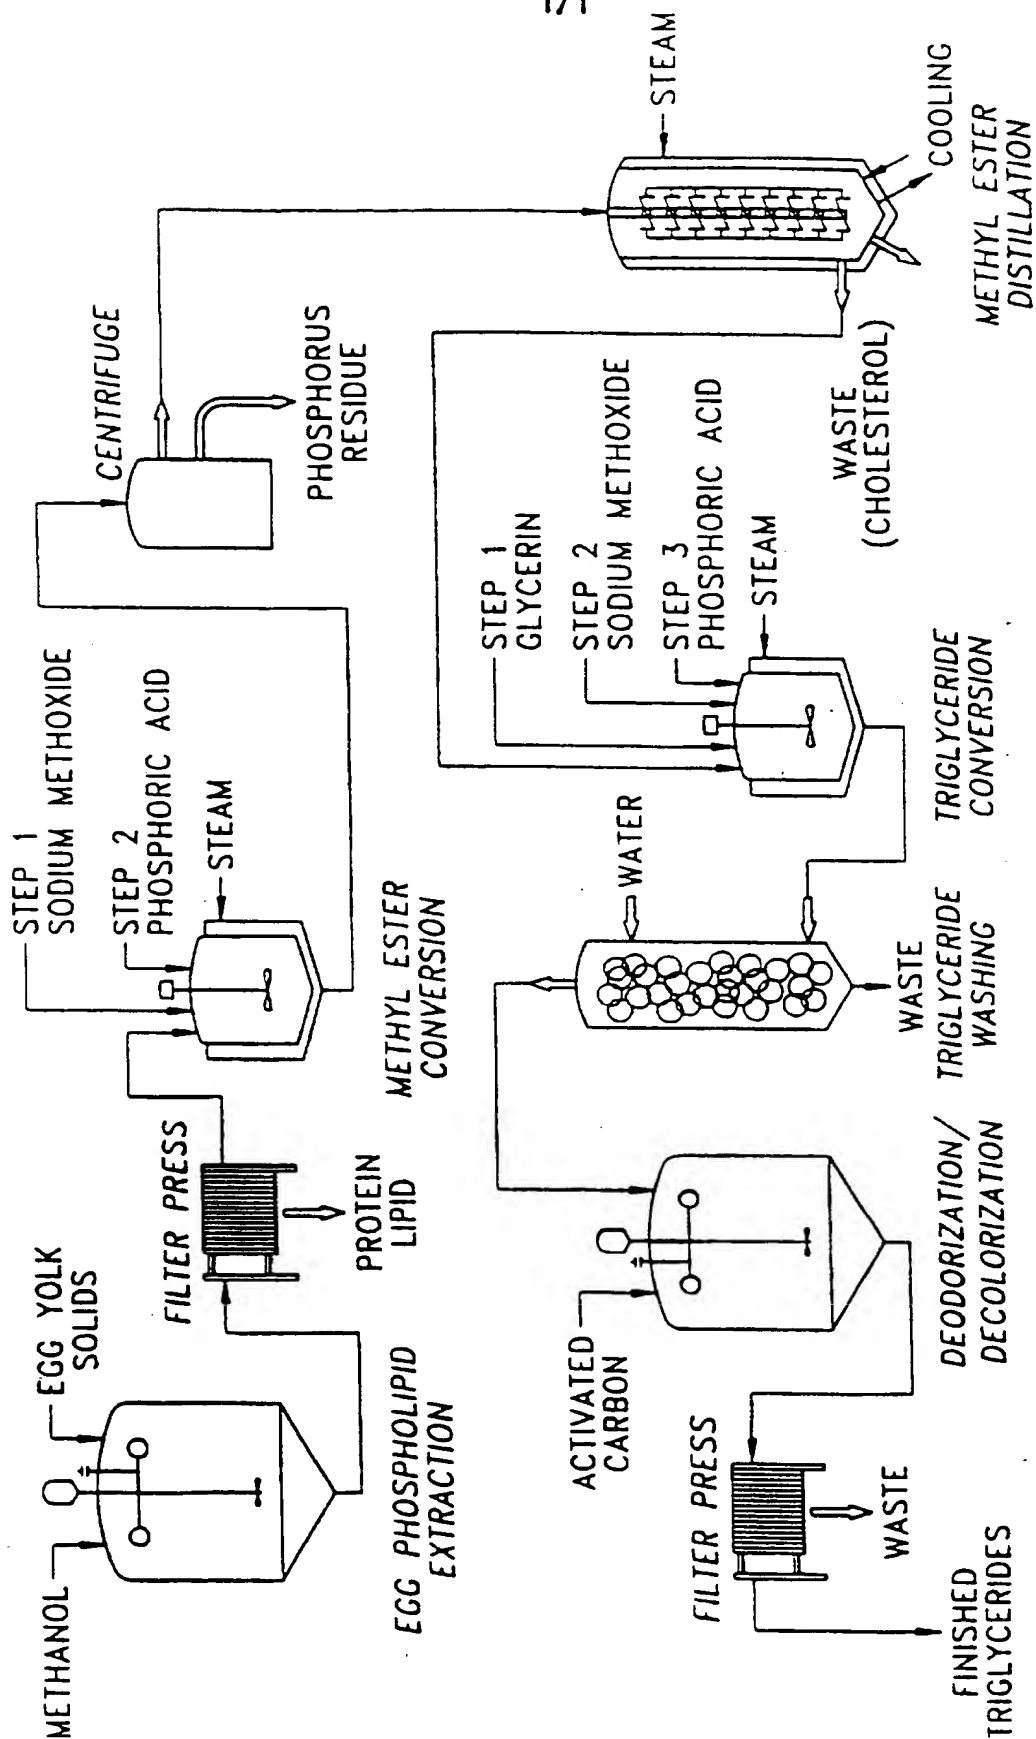 1/1
METHANOL
EGG YOLK
SOLIDS
EGG PHOSPHOLIPID
EXTRACTION
FILTER PRESS
PROTEIN
LIPID
STEP 1
SODIUM METHOXIDE
STEP 2
PHOSPHORIC ACID
STEAM
METHYL ESTER
CONVERSION
CENTRIFUGE
PHOSPHORUS
RESIDUE
STEAM
COOLING
METHYL ESTER
DISTILLATION
WASTE
(CHOLESTEROL)
STEP 1
GLYCERIN
STEP 2
SODIUM METHOXIDE
STEP 3
PHOSPHORIC ACID
STEAM
TRIGLYCERIDE
CONVERSION
WATER
WASTE
TRIGLYCERIDE
WASHING
ACTIVATED
CARBON
DEODORIZATION/
DECOLORIZATION
FILTER PRESS
WASTE
FINISHED
TRIGLYCERIDES